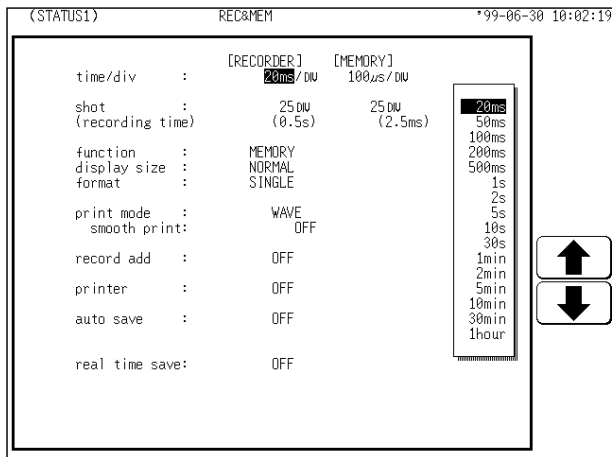 (STATUS1) REC&MEM '99-06-30 10:02:19
[RECORDER] [MEMORY]
time/div : 20ms/DIV 100µs/DIV
shot : 25DIV 25DIV
(recording time) (0.5s) (2.5ms)
function : MEMORY
display size : NORMAL
format : SINGLE
print mode : WAVE
smooth print: OFF
record add : OFF
printer : OFF
auto save : OFF
real time save: OFF
20ms
50ms
100ms
200ms
500ms
1s
2s
5s
10s
30s
1min
2min
5min
10min
30min
1hour